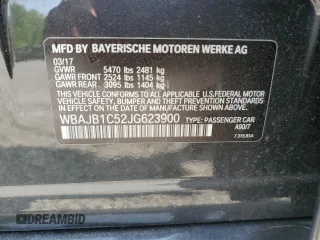 MFD BY BAYERISCHE MOTOREN WERKE AG
03/17
GVWR 5470 lbs 2481 kg
GAWR FRONT 2524 lbs 1145 kg
GAWR REAR 3095 lbs 1404 kg
THIS VEHICLE CONFORMS TO ALL APPLICABLE
FEDERAL MOTOR VEHICLE SAFETY, BUMPER,
AND THEFT PREVENTION STANDARDS IN
EFFECT ON THE DATE OF MANUFACTURE
SHOWN ABOVE.
WBAJB1C52JG623900
TYPE: PASSENGER CAR
A90/7
DREAMBID